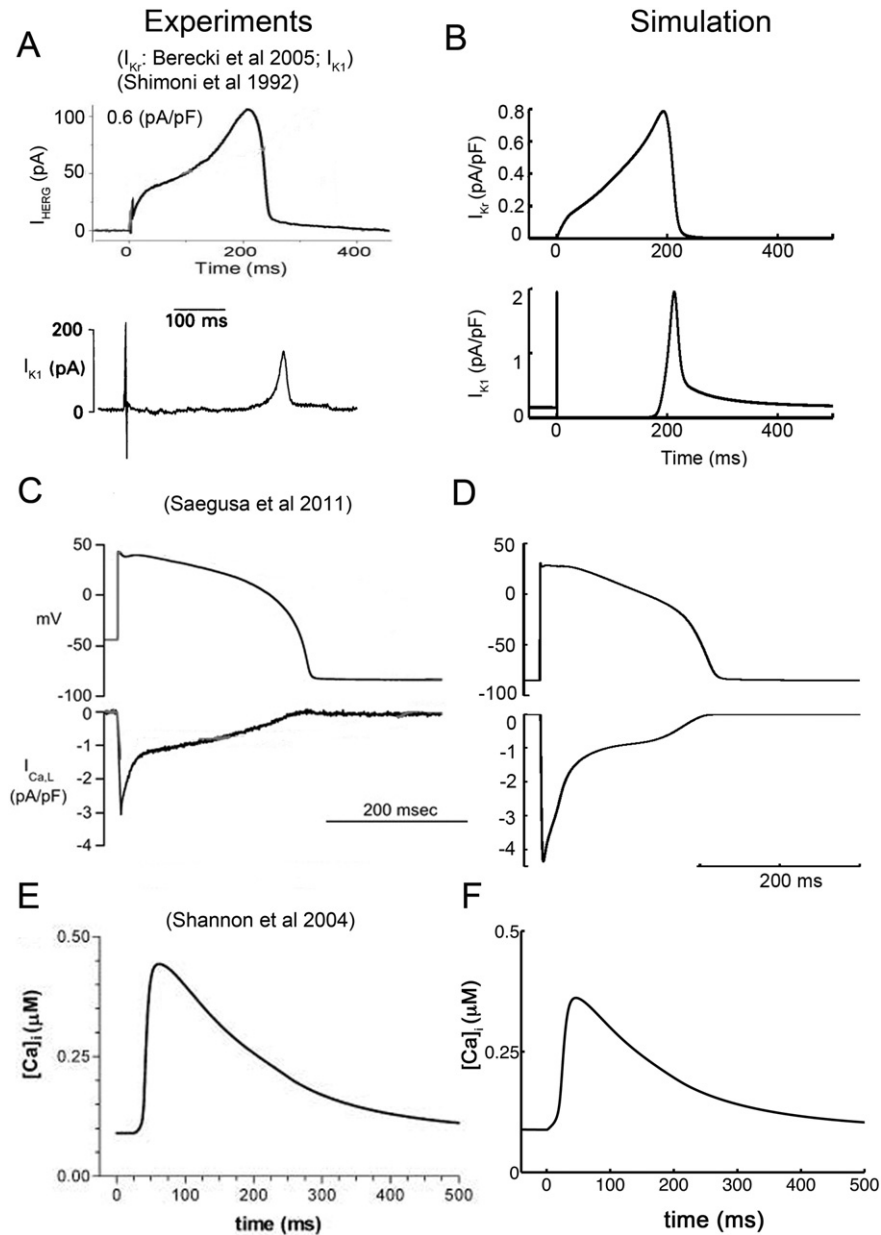 Experiments
Simulation
A
(I_Kr: Berecki et al 2005; I_K1)
(Shimoni et al 1992)
B
100
50
0
I_HERG (pA)
0.6 (pA/pF)
0 200 400
Time (ms)
0.8
0.6
0.4
0.2
0
I_Kr (pA/pF)
0 200 400
100 ms
200
I_K1 (pA)
0
2
1
0
I_K1 (pA/pF)
0 200 400
Time (ms)
C
(Saegusa et al 2011)
D
50
0
mV
-50
-100
50
0
-50
-100
0
-1
I_Ca,L
-2
(pA/pF)
-3
-4
200 msec
0
-1
-2
-3
-4
200 ms
E
(Shannon et al 2004)
F
0.50
0.25
0.00
[Ca]i (μM)
0 100 200 300 400 500
time (ms)
0.5
0.25
0
[Ca]i (μM)
0 100 200 300 400 500
time (ms)